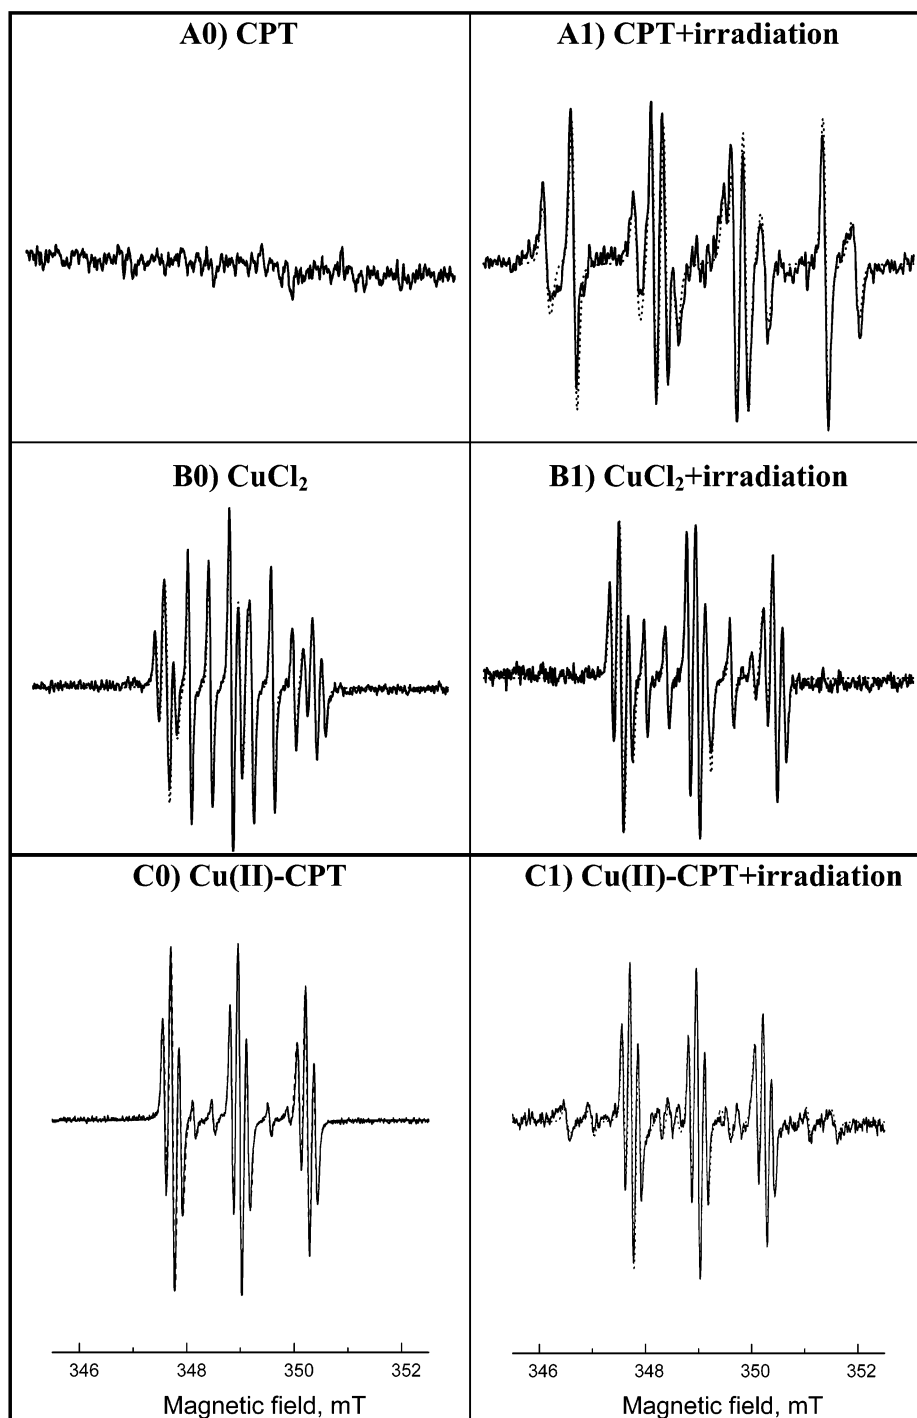 A0) CPT
A1) CPT+irradiation
B0) CuCl₂
B1) CuCl₂+irradiation
C0) Cu(II)-CPT
C1) Cu(II)-CPT+irradiation
346 348 350 352
346 348 350 352
Magnetic field, mT
Magnetic field, mT